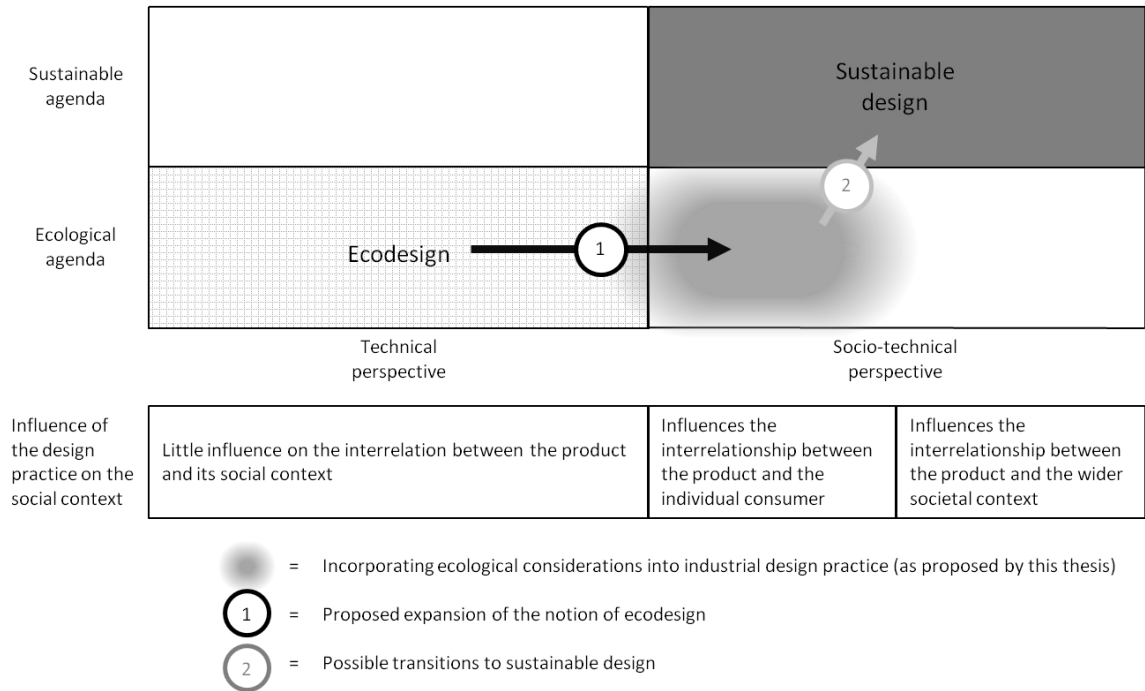 Sustainable
agenda
Sustainable
design
2
Ecological
agenda
Ecodesign
1
Technical
perspective
Socio-technical
perspective
Influence of
the design
practice on the
social context
Little influence on the interrelation between the product
and its social context
Influences the
interrelationship between
the product and the
individual consumer
Influences the
interrelationship between
the product and the wider
societal context
= Incorporating ecological considerations into industrial design practice (as proposed by this thesis)
1 = Proposed expansion of the notion of ecodesign
2 = Possible transitions to sustainable design